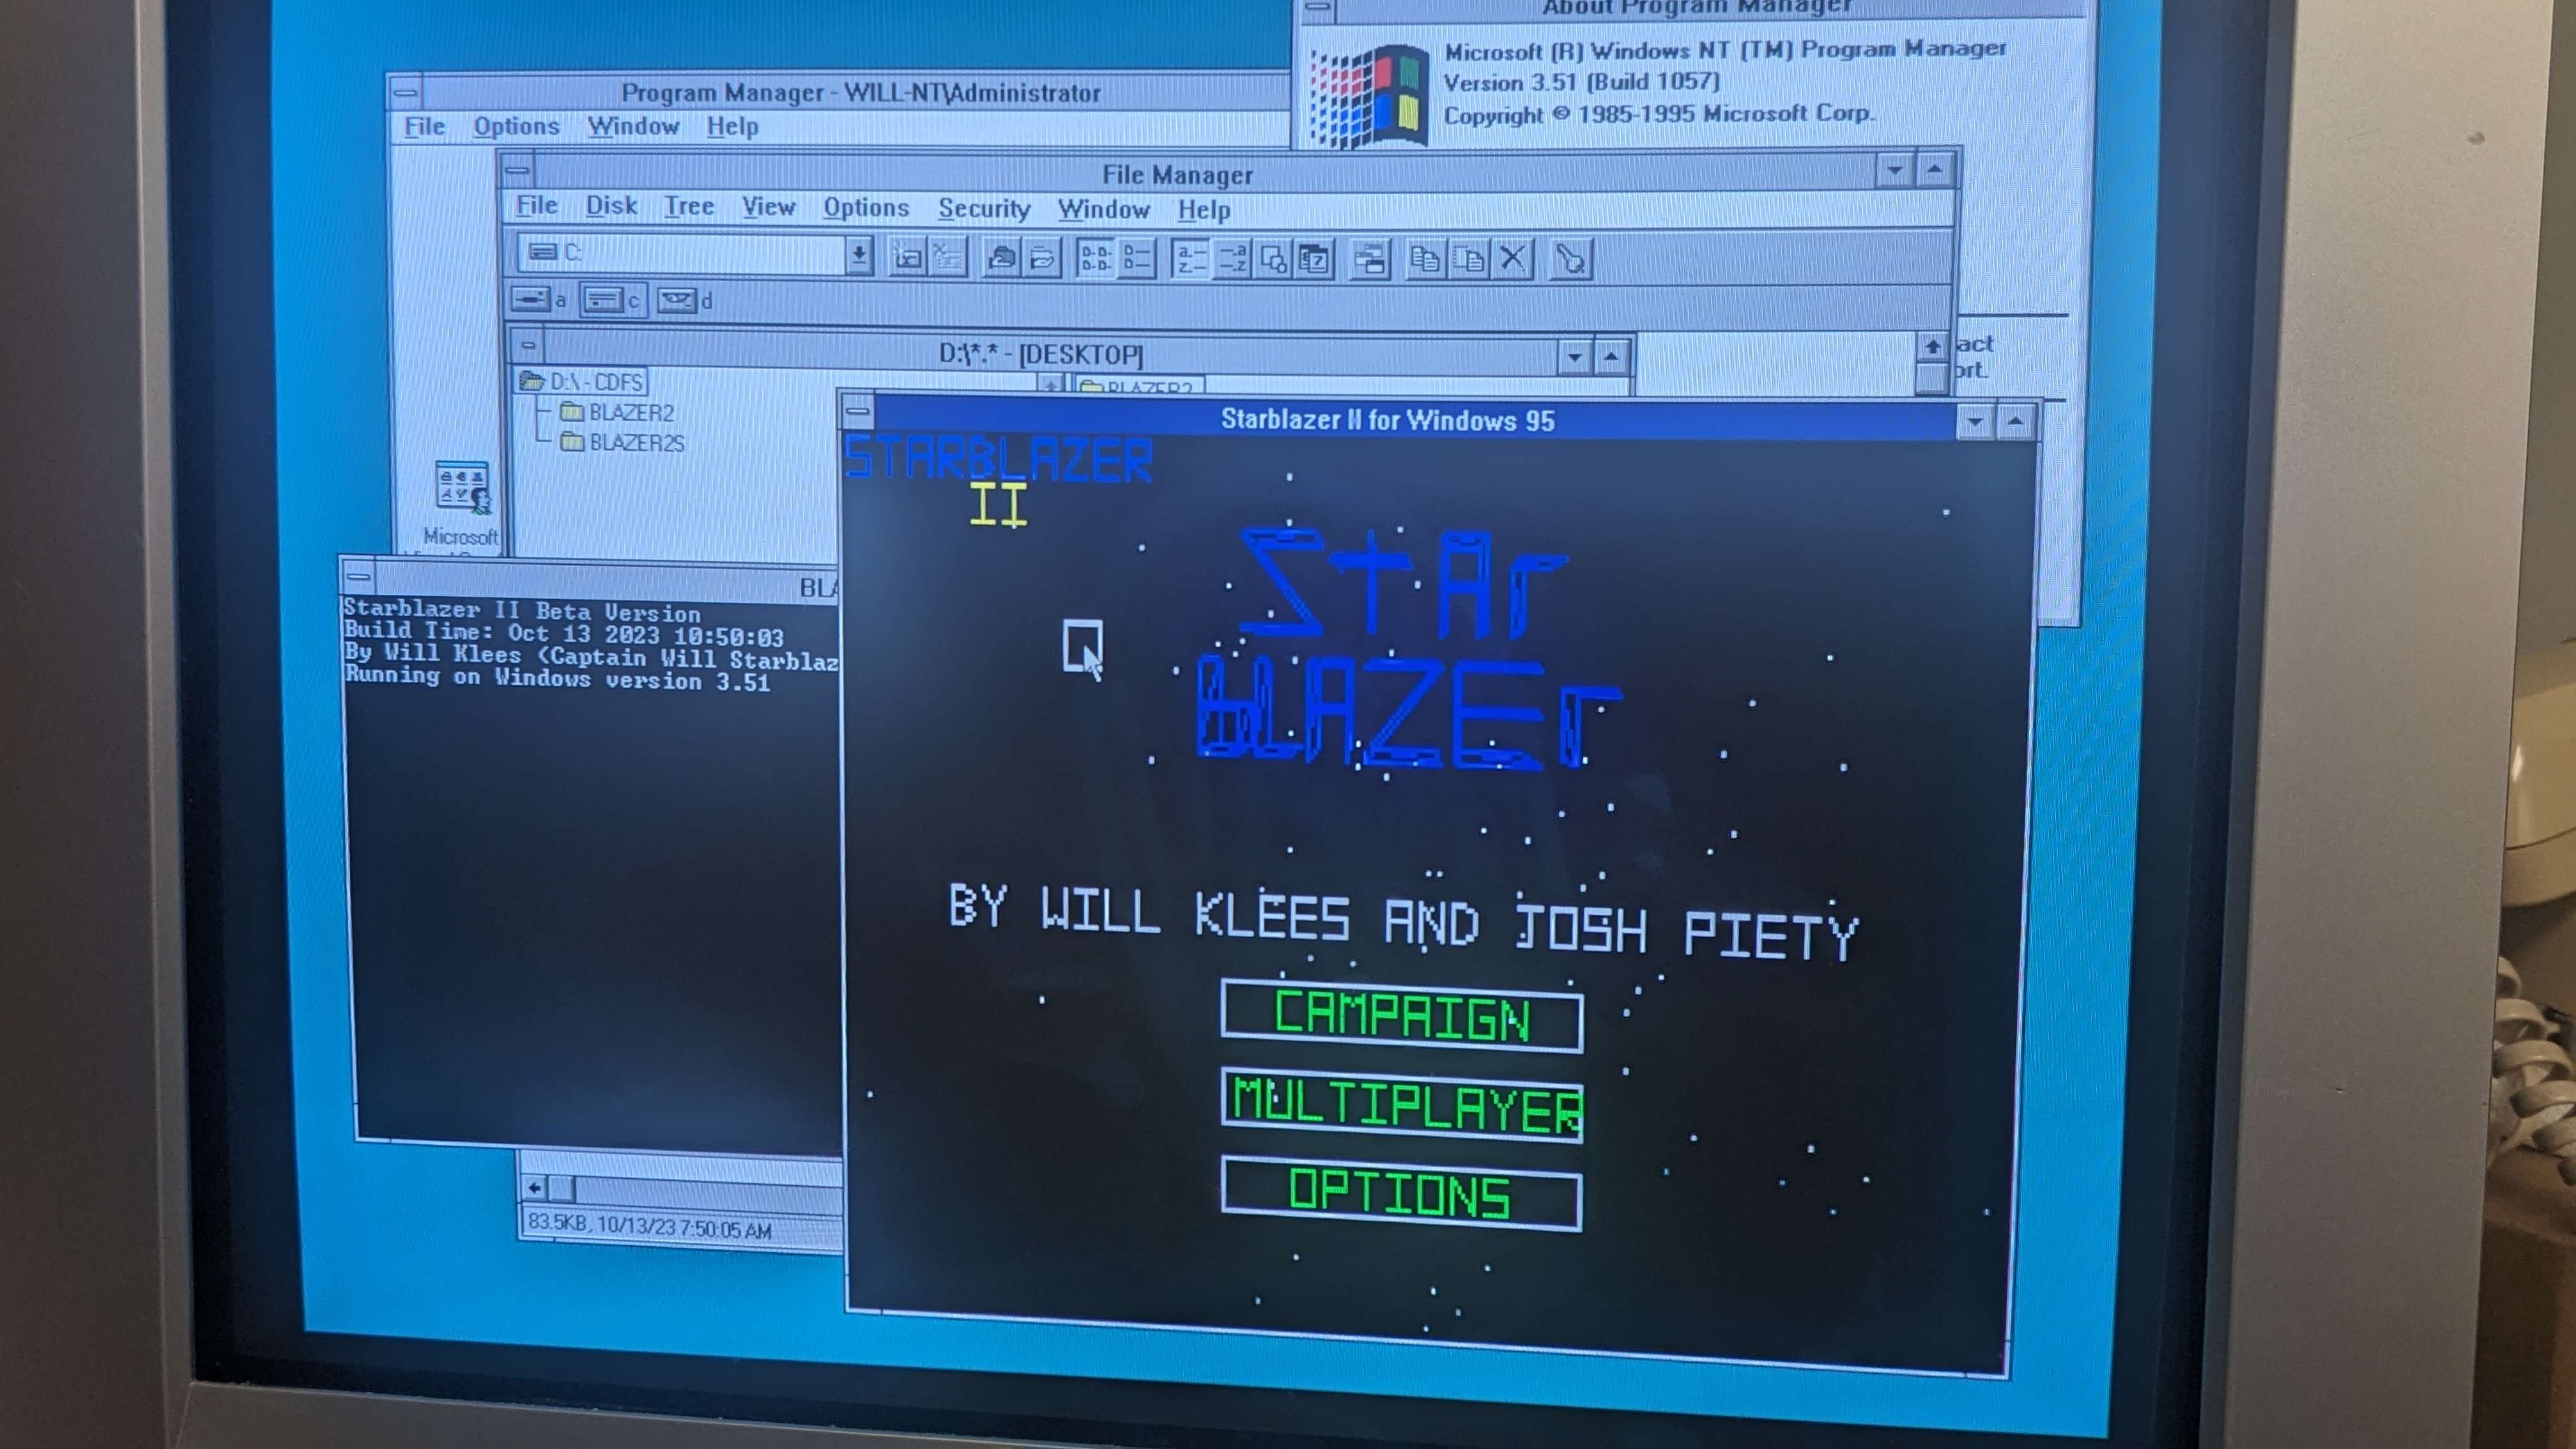 About Program Manager
Microsoft (R) Windows NT (TM) Program Manager
Version 3.51 (Build 1057)
Copyright © 1985-1995 Microsoft Corp.
Program Manager - WILL-NT\Administrator
File Options Window Help
File Manager
File Disk Tree View Options Security Window Help
C:
a c d
D:\*.* - [DESKTOP]
D:\ - CDFS
BLAZER2
BLAZER2
BLAZER2S
act
ort.
Microsoft
BLA
Starblazer II Beta Version
Build Time: Oct 13 2023 10:50:03
By Will Klees (Captain Will Starblaz
Running on Windows version 3.51
83.5KB, 10/13/23 7:50:05 AM
Starblazer II for Windows 95
STARBLAZER
II
StAr
BLAZEr
BY WILL KLEES AND JOSH PIETY
CAMPAIGN
MULTIPLAYER
OPTIONS